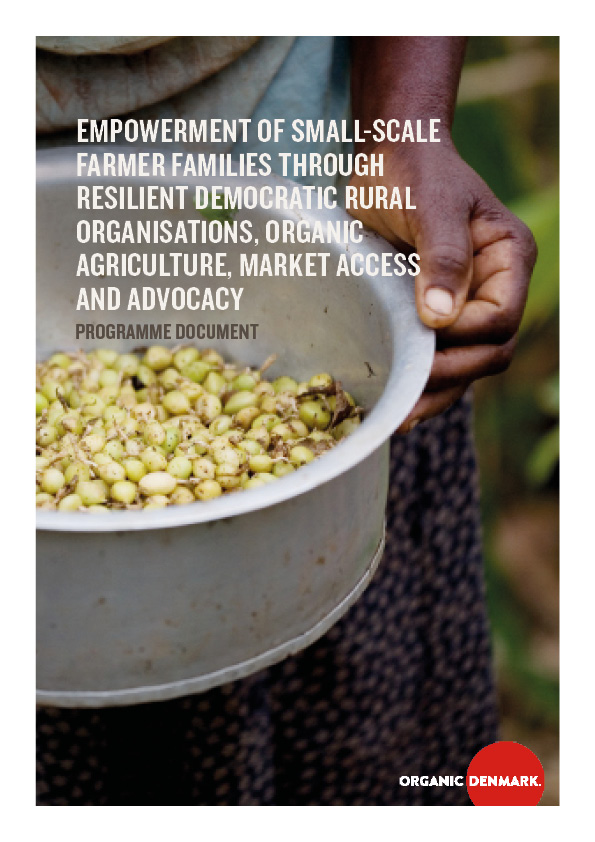 EMPOWERMENT OF SMALL-SCALE
FARMER FAMILIES THROUGH
RESILIENT DEMOCRATIC RURAL
ORGANISATIONS, ORGANIC
AGRICULTURE, MARKET ACCESS
AND ADVOCACY
PROGRAMME DOCUMENT
ORGANIC DENMARK.